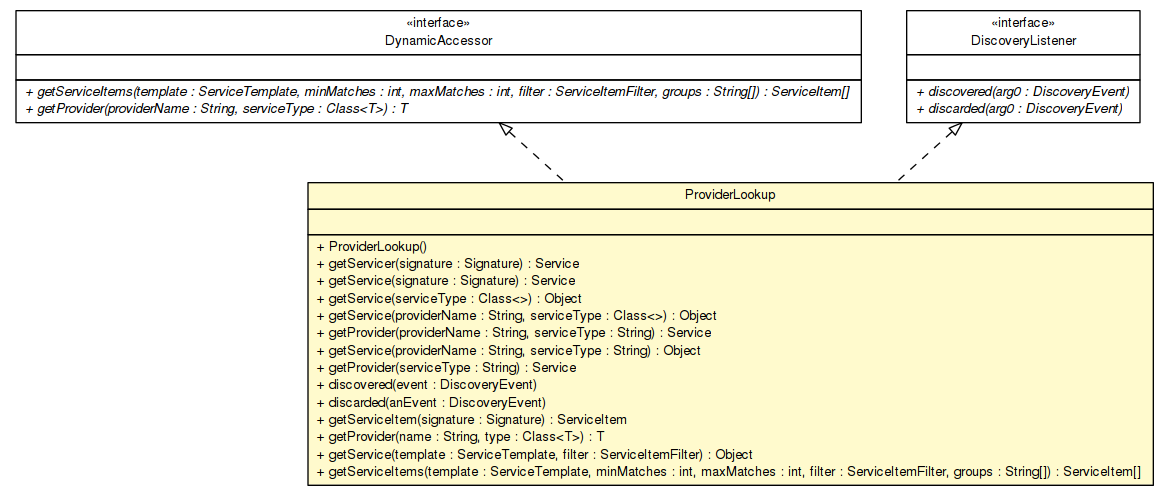 «interface»
DynamicAccessor
+ getServiceItems(template : ServiceTemplate, minMatches : int, maxMatches : int, filter : ServiceItemFilter, groups : String[]) : ServiceItem[]
+ getProvider(providerName : String, serviceType : Class<T>) : T
«interface»
DiscoveryListener
+ discovered(arg0 : DiscoveryEvent)
+ discarded(arg0 : DiscoveryEvent)
ProviderLookup
+ ProviderLookup()
+ getServicer(signature : Signature) : Service
+ getService(signature : Signature) : Service
+ getService(serviceType : Class<>) : Object
+ getService(providerName : String, serviceType : Class<>) : Object
+ getProvider(providerName : String, serviceType : String) : Service
+ getService(providerName : String, serviceType : String) : Object
+ getProvider(serviceType : String) : Service
+ discovered(event : DiscoveryEvent)
+ discarded(anEvent : DiscoveryEvent)
+ getServiceItem(signature : Signature) : ServiceItem
+ getProvider(name : String, type : Class<T>) : T
+ getService(template : ServiceTemplate, filter : ServiceItemFilter) : Object
+ getServiceItems(template : ServiceTemplate, minMatches : int, maxMatches : int, filter : ServiceItemFilter, groups : String[]) : ServiceItem[]